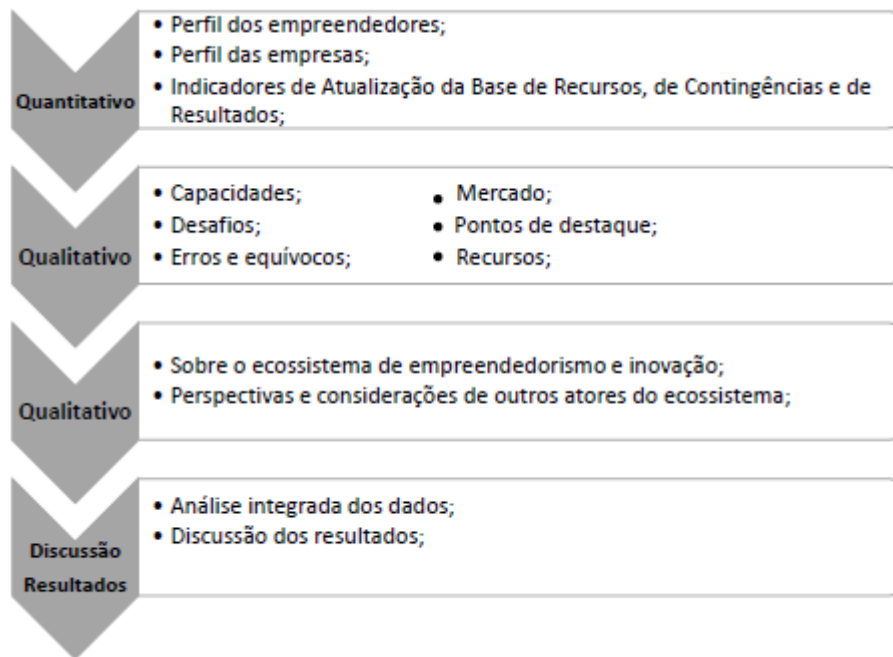 Quantitativo
• Perfil dos empreendedores;
• Perfil das empresas;
• Indicadores de Atualização da Base de Recursos, de Contingências e de
Resultados;
Qualitativo
• Capacidades;
• Desafios;
• Erros e equívocos;
• Mercado;
• Pontos de destaque;
• Recursos;
Qualitativo
• Sobre o ecossistema de empreendedorismo e inovação;
• Perspectivas e considerações de outros atores do ecossistema;
Discussão
Resultados
• Análise integrada dos dados;
• Discussão dos resultados;